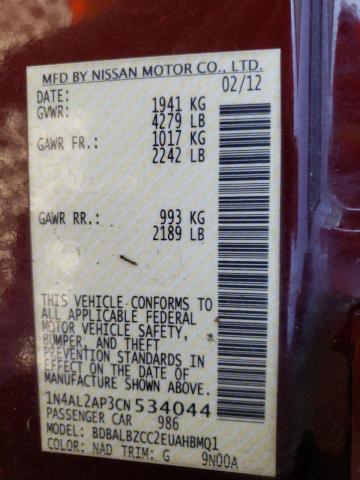 MFD BY NISSAN MOTOR CO., LTD.
DATE: 02/12
GVWR: 1941 KG
4279 LB
GAWR FR.: 1017 KG
2242 LB
GAWR RR.: 993 KG
2189 LB
THIS VEHICLE CONFORMS TO
ALL APPLICABLE FEDERAL
MOTOR VEHICLE SAFETY,
BUMPER, AND THEFT
PREVENTION STANDARDS IN
EFFECT ON THE DATE OF
MANUFACTURE SHOWN ABOVE.
1N4AL2AP3CN534044
PASSENGER CAR 986
MODEL: BDBALBZCC2EUAHBMQ1
COLOR: NAD TRIM: G 9N00A